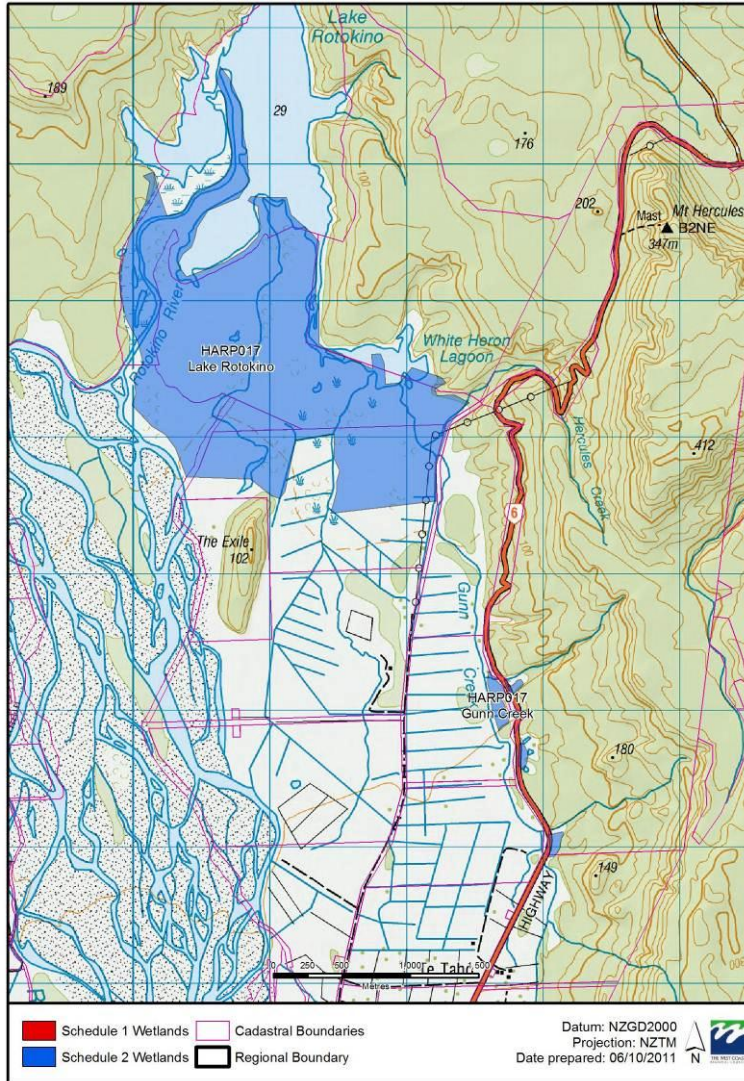 Lake
Rotokino
189
29
176
100
202
Mast
Mt Hercules
B2NE
347m
Rotokino River
HARP017
Lake Rotokino
White Heron
Lagoon
Hercules
Creek
412
6
The Exile
102
100
Gunn
HARP017
Gunn Creek
180
149
HIGHWAY
0 250 500 1,000 1,500
Metres
Schedule 1 Wetlands
Cadastral Boundaries
Schedule 2 Wetlands
Regional Boundary
Datum: NZGD2000
Projection: NZTM
Date prepared: 06/10/2011
N